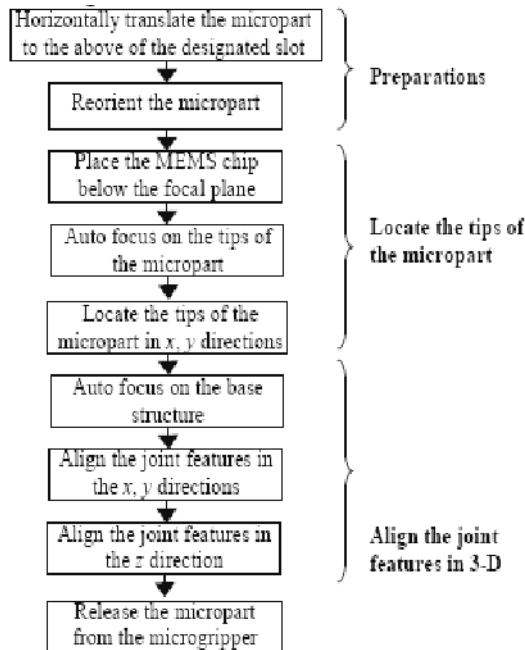 Horizontally translate the micropart
to the above of the designated slot
Preparations
Reorient the micropart
Place the MEMS chip
below the focal plane
Locate the tips of
the micropart
Auto focus on the tips of
the micropart
Locate the tips of the
micropart in x, y directions
Auto focus on the base
structure
Align the joint features in
the x, y directions
Align the joint features in
the z direction
Align the joint
features in 3-D
Release the micropart
from the microgripper